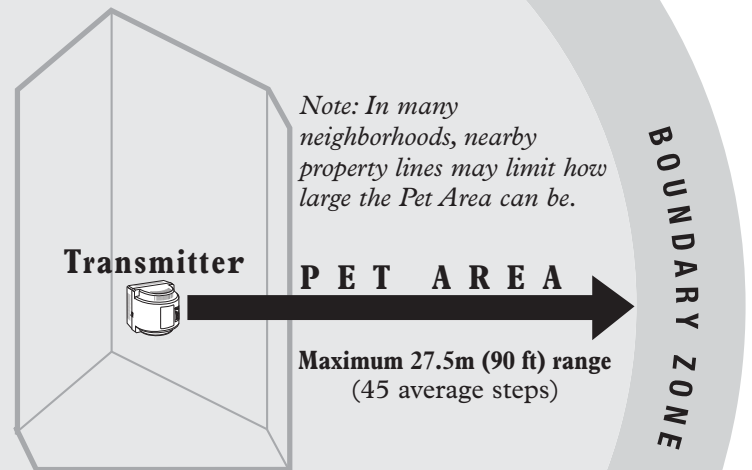 Note: In many
neighborhoods, nearby
property lines may limit how
large the Pet Area can be.
Transmitter
PET AREA
Maximum 27.5m (90 ft) range
(45 average steps)
BOUNDARY ZONE